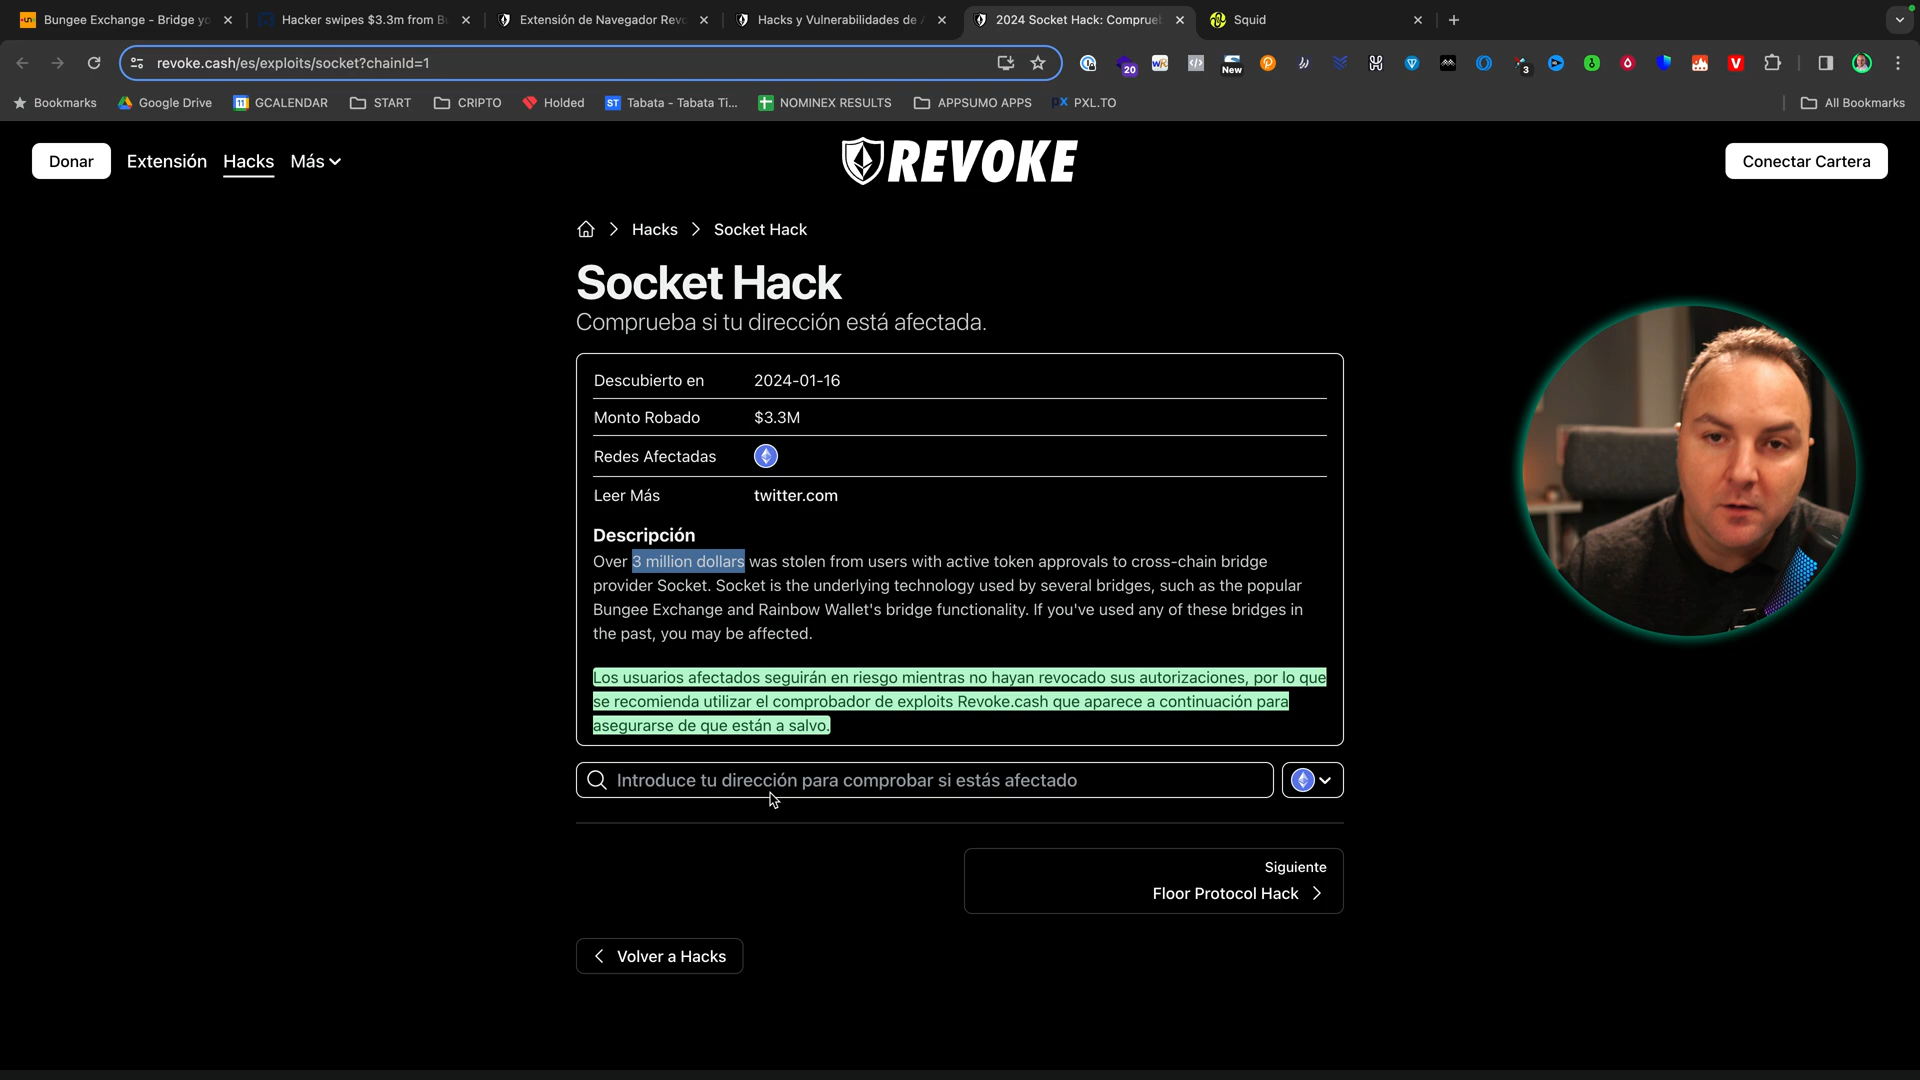 Bungee Exchange - Bridge yo
Hacker swipes $3.3m from B
Extensión de Navegador Revo
Hacks y Vulnerabilidades de A
2024 Socket Hack: Comprueb
Squid
revoke.cash/es/exploits/socket?chainId=1
20
New
3
Bookmarks
Google Drive
GCALENDAR
START
CRIPTO
Holded
ST Tabata - Tabata Ti...
NOMINEX RESULTS
APPSUMO APPS
PXL.TO
All Bookmarks
Donar
Extensión
Hacks
Más
REVOKE
Conectar Cartera
Hacks
Socket Hack
Socket Hack
Comprueba si tu dirección está afectada.
Descubierto en 2024-01-16
Monto Robado $3.3M
Redes Afectadas
Leer Más twitter.com
Descripción
Over 3 million dollars was stolen from users with active token approvals to cross-chain bridge
provider Socket. Socket is the underlying technology used by several bridges, such as the popular
Bungee Exchange and Rainbow Wallet's bridge functionality. If you've used any of these bridges in
the past, you may be affected.
Los usuarios afectados seguirán en riesgo mientras no hayan revocado sus autorizaciones, por lo que
se recomienda utilizar el comprobador de exploits Revoke.cash que aparece a continuación para
asegurarse de que están a salvo.
Introduce tu dirección para comprobar si estás afectado
Siguiente
Floor Protocol Hack
Volver a Hacks